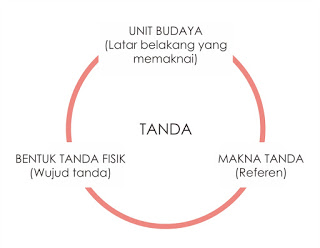 UNIT BUDAYA
(Latar belakang yang
memaknai)
TANDA
BENTUK TANDA FISIK
(Wujud tanda)
MAKNA TANDA
(Referen)